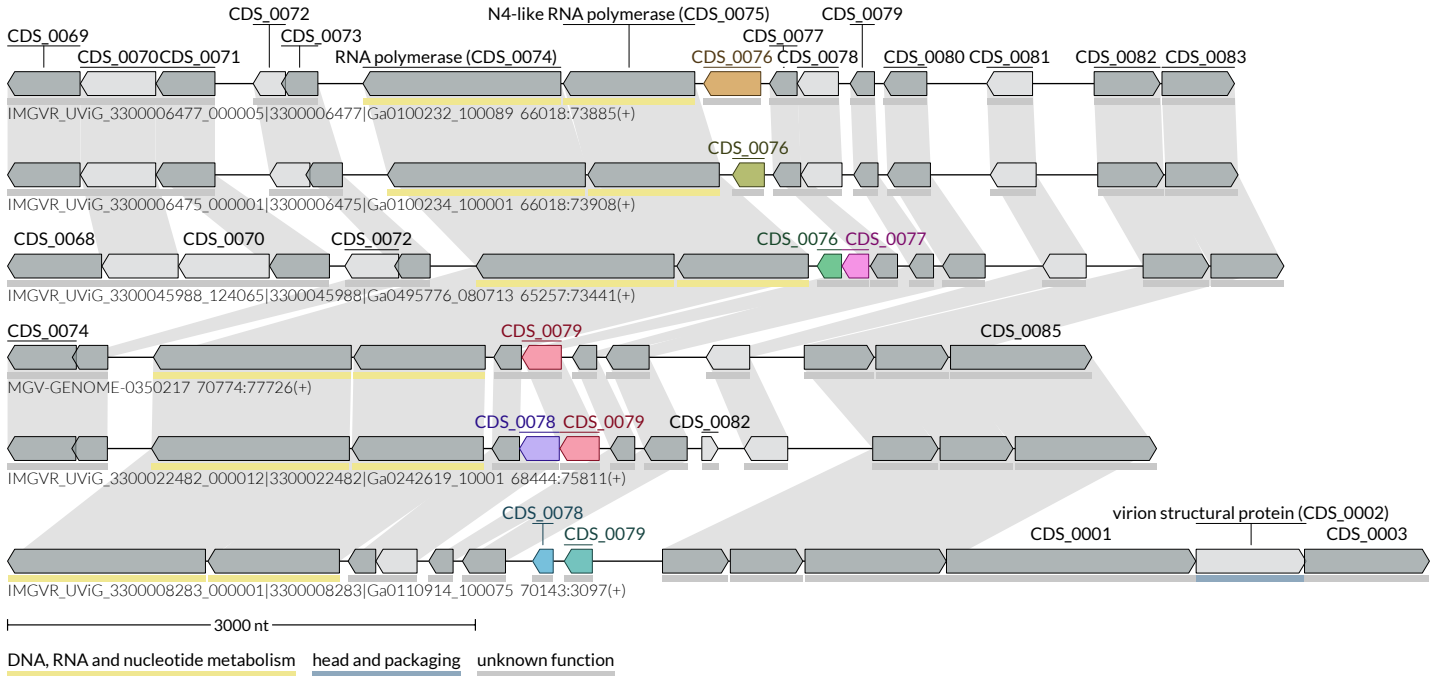 CDS_0072
N4-like RNA polymerase (CDS_0075)
CDS_0079
CDS_0069
CDS_0073
CDS_0077
CDS_0070
CDS_0071
RNA polymerase (CDS_0074)
CDS_0076
CDS_0078
CDS_0080
CDS_0081
CDS_0082
CDS_0083
IMGVR_UViG_3300006477_000005|3300006477|Ga0100232_100089 66018:73885(+)
CDS_0076
IMGVR_UViG_3300006475_000001|3300006475|Ga0100234_100001 66018:73908(+)
CDS_0068
CDS_0070
CDS_0072
CDS_0076
CDS_0077
IMGVR_UViG_3300045988_124065|3300045988|Ga0495776_080713 65257:73441(+)
CDS_0074
CDS_0079
CDS_0085
MGV-GENOME-0350217 70774:77726(+)
CDS_0078
CDS_0079
CDS_0082
IMGVR_UViG_3300022482_000012|3300022482|Ga0242619_10001 68444:75811(+)
CDS_0078
virion structural protein (CDS_0002)
CDS_0079
CDS_0001
CDS_0003
IMGVR_UViG_3300008283_000001|3300008283|Ga0110914_100075 70143:3097(+)
3000 nt
DNA, RNA and nucleotide metabolism
head and packaging
unknown function